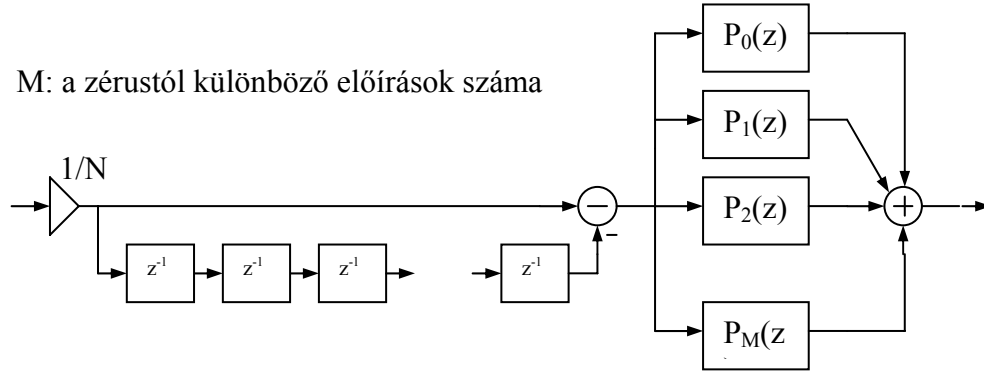 P₀(z)
M: a zérustól különböző előírások száma
P₁(z)
1/N
P₂(z)
−
+
-
z⁻¹ z⁻¹ z⁻¹ z⁻¹
P_M(z